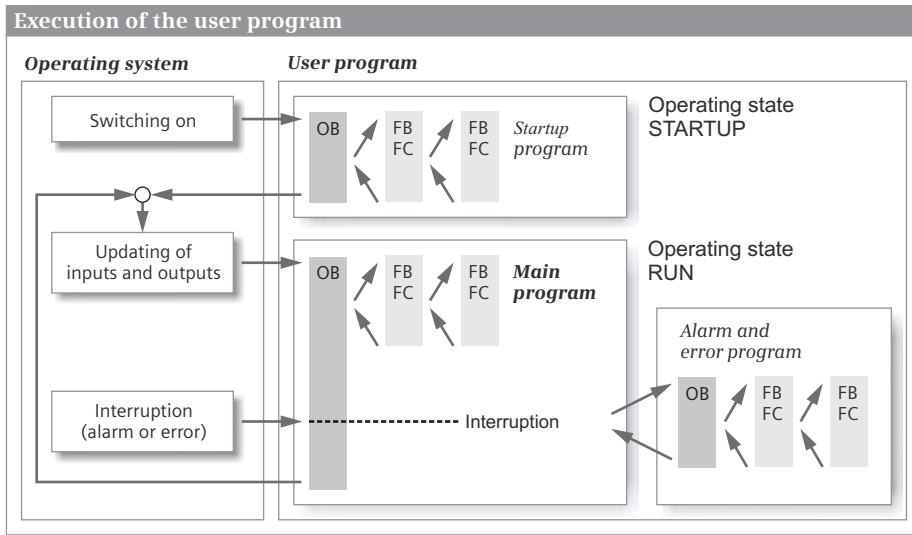 Execution of the user program
Operating system
User program
Switching on
OB
FB
FC
FB
FC
Startup
program
Operating state
STARTUP
Updating of
inputs and outputs
OB
FB
FC
FB
FC
Main
program
Operating state
RUN
Alarm and
error program
OB
FB
FC
FB
FC
Interruption
(alarm or error)
Interruption